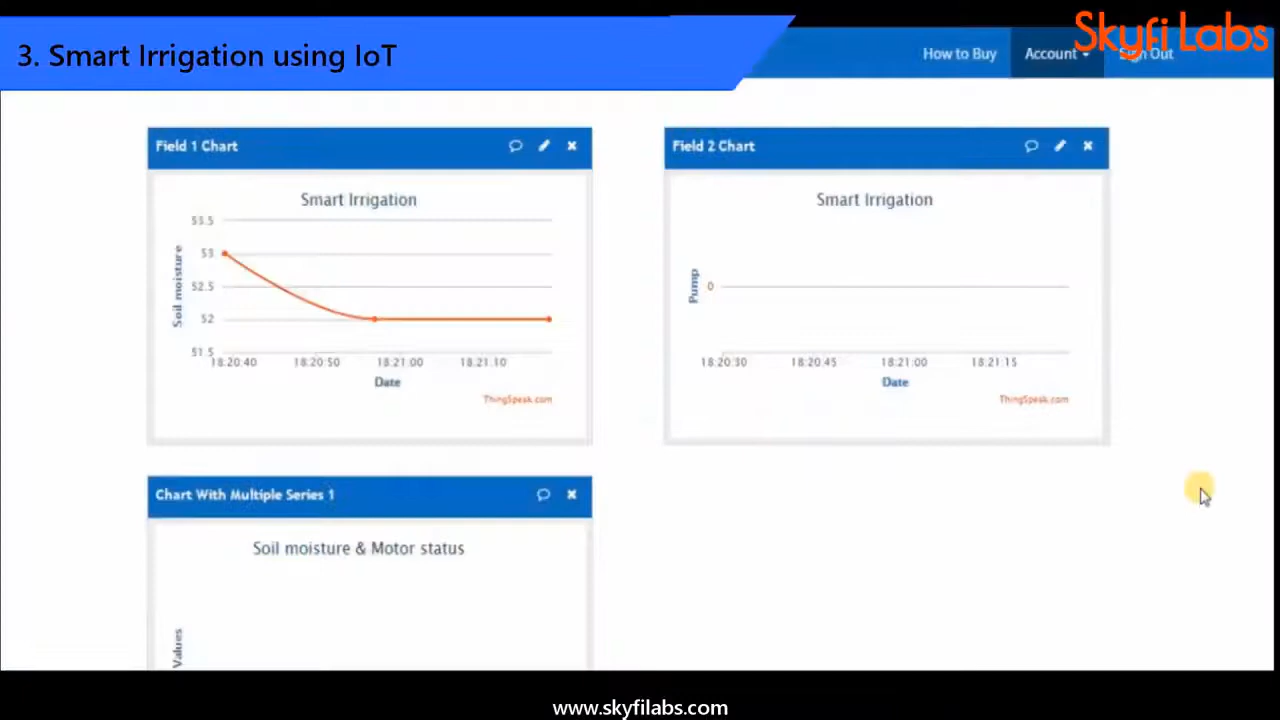 3. Smart Irrigation using IoT
Skyfi Labs
How to Buy
Account
Sign Out
Field 1 Chart
Smart Irrigation
Soil moisture
53.5
53
52.5
52
51.5
18:20:40 18:20:50 18:21:00 18:21:10
Date
ThingSpeak.com
Field 2 Chart
Smart Irrigation
Pump
0
18:20:30 18:20:45 18:21:00 18:21:15
Date
ThingSpeak.com
Chart With Multiple Series 1
Soil moisture & Motor status
Values
www.skyfilabs.com